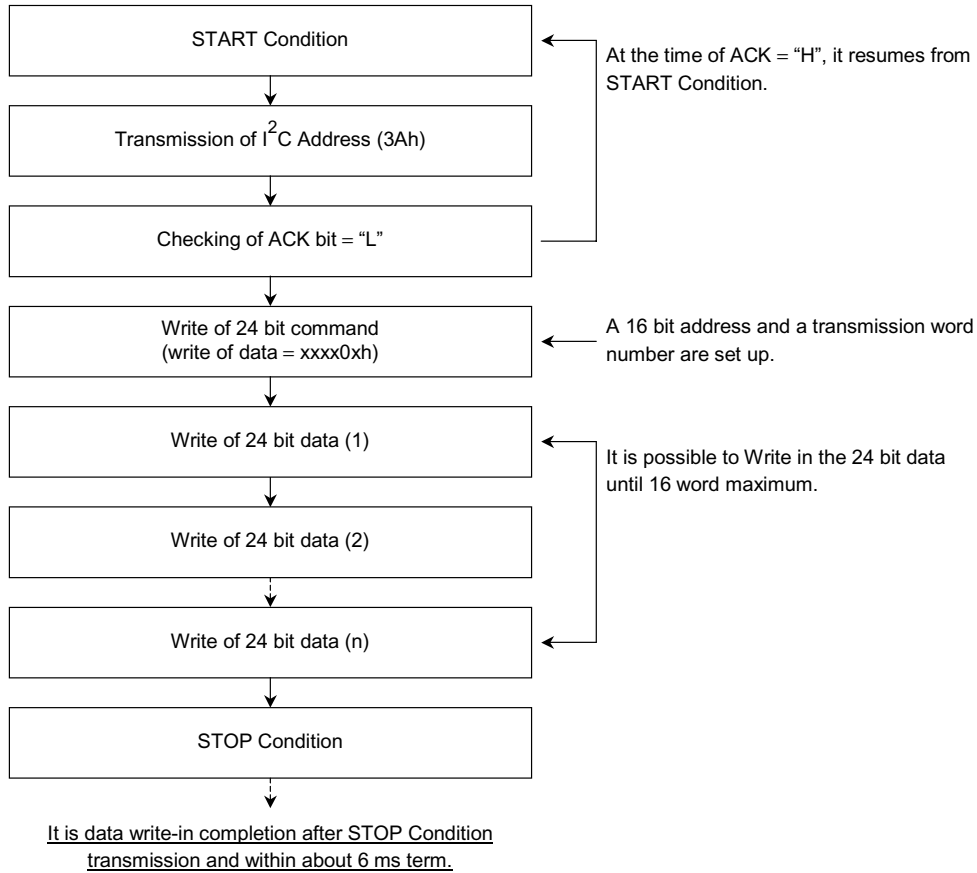 START Condition
At the time of ACK = “H”, it resumes from
START Condition.
Transmission of I²C Address (3Ah)
Checking of ACK bit = “L”
Write of 24 bit command
(write of data = xxxx0xh)
A 16 bit address and a transmission word
number are set up.
Write of 24 bit data (1)
It is possible to Write in the 24 bit data
until 16 word maximum.
Write of 24 bit data (2)
Write of 24 bit data (n)
STOP Condition
It is data write-in completion after STOP Condition
transmission and within about 6 ms term.